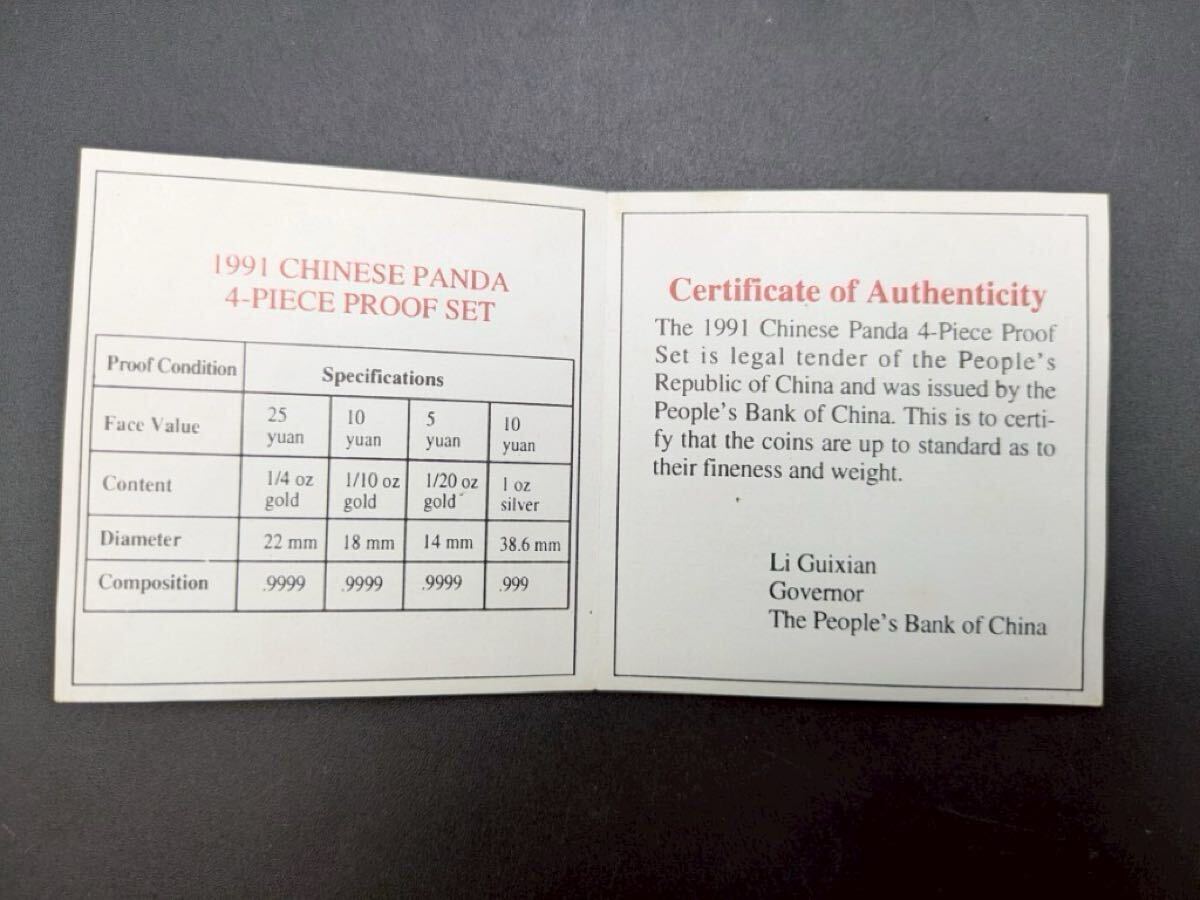 1991 CHINESE PANDA
4-PIECE PROOF SET
Proof Condition Specifications
Face Value 25 yuan 10 yuan 5 yuan 10 yuan
Content 1/4 oz gold 1/10 oz gold 1/20 oz gold 1 oz silver
Diameter 22 mm 18 mm 14 mm 38.6 mm
Composition .9999 .9999 .9999 .999
Certificate of Authenticity
The 1991 Chinese Panda 4-Piece Proof
Set is legal tender of the People's
Republic of China and was issued by the
People's Bank of China. This is to certi-
fy that the coins are up to standard as to
their fineness and weight.
Li Guixian
Governor
The People's Bank of China